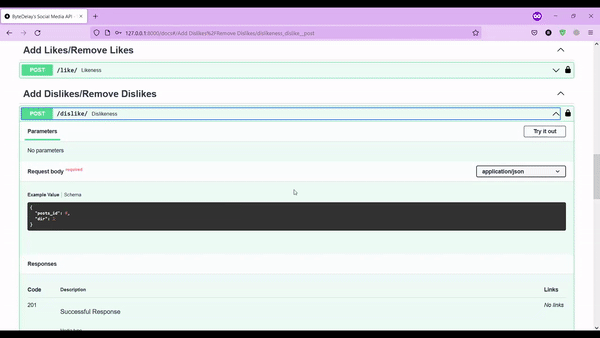 ByteDelay's Social Media API
127.0.0.1:8000/docs#/Add Dislikes%2FRemove Dislikes/dislikeness_dislike__post
Add Likes/Remove Likes
POST /like/ Likeness
Add Dislikes/Remove Dislikes
POST /dislike/ Dislikeness
Parameters Try it out
No parameters
Request body required application/json
Example Value Schema
{
"posts_id": 0,
"dir": 1
}
Responses
Code Description Links
201 No links
Successful Response